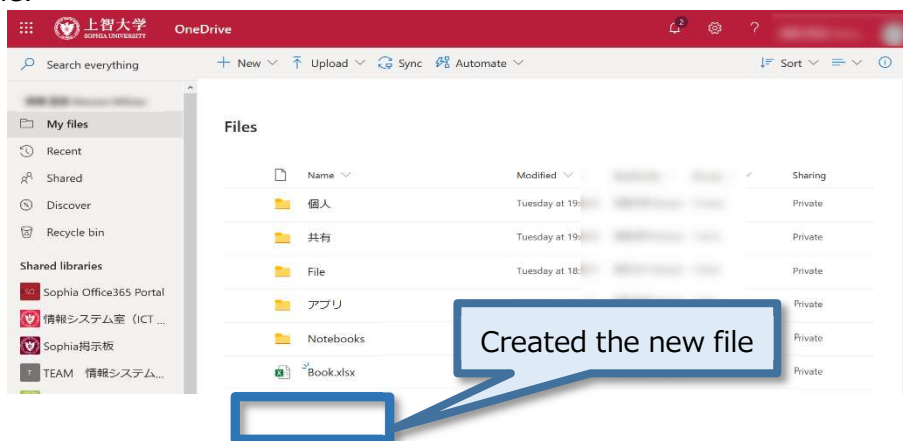 上智大学
SOPHIA UNIVERSITY
OneDrive
2
?
Search everything
New
Upload
Sync
Automate
Sort
My files
Recent
Shared
Discover
Recycle bin
Shared libraries
Sophia Office365 Portal
情報システム室（ICT ...
Sophia掲示板
T
TEAM 情報システム...
Files
Name Modified Sharing
個人 Tuesday at 19: Private
共有 Tuesday at 19: Private
File Tuesday at 18: Private
アプリ Private
Notebooks Private
Book.xlsx Private
Created the new file